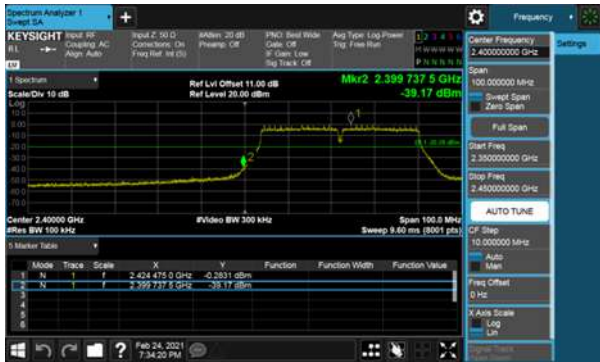 Spectrum Analyzer 1
Swept SA
+
Frequency
KEYSIGHT
Input: RF
Coupling: AC
Align: Auto
Input Z: 50 Ω
Corrections: On
Freq Ref: Int (S)
#Atten: 20 dB
Preamp: Off
PNO: Best Wide
Gate: Off
IF Gain: Low
Sig Track: Off
Avg Type: Log-Power
Trig: Free Run
1 2 3 4 5 6
M W W W W W
P N N N N N
Center Frequency
2.400000000 GHz
Settings
Span
100.000000 MHz
Swept Span
Zero Span
Full Span
Start Freq
2.350000000 GHz
Stop Freq
2.450000000 GHz
AUTO TUNE
CF Step
10.000000 MHz
Auto
Man
Freq Offset
0 Hz
X Axis Scale
Log
Lin
Signal Track
1 Spectrum
Scale/Div 10 dB
Ref Lvl Offset 11.00 dB
Ref Level 20.00 dBm
Mkr2 2.399 737 5 GHz
-39.17 dBm
Log
10.0
0.00
-10.0
-20.0
-30.0
-40.0
-50.0
-60.0
-70.0
1
2
Center 2.40000 GHz
#Res BW 100 kHz
#Video BW 300 kHz
Span 100.0 MHz
Sweep 9.60 ms (8001 pts)
5 Marker Table
Mode Trace Scale X Y Function Function Width Function Value
1 N 1 f 2.424 475 0 GHz -0.2831 dBm
2 N 1 f 2.399 737 5 GHz -39.17 dBm
3
4
5
6
?
Feb 24, 2021
7:34:20 PM